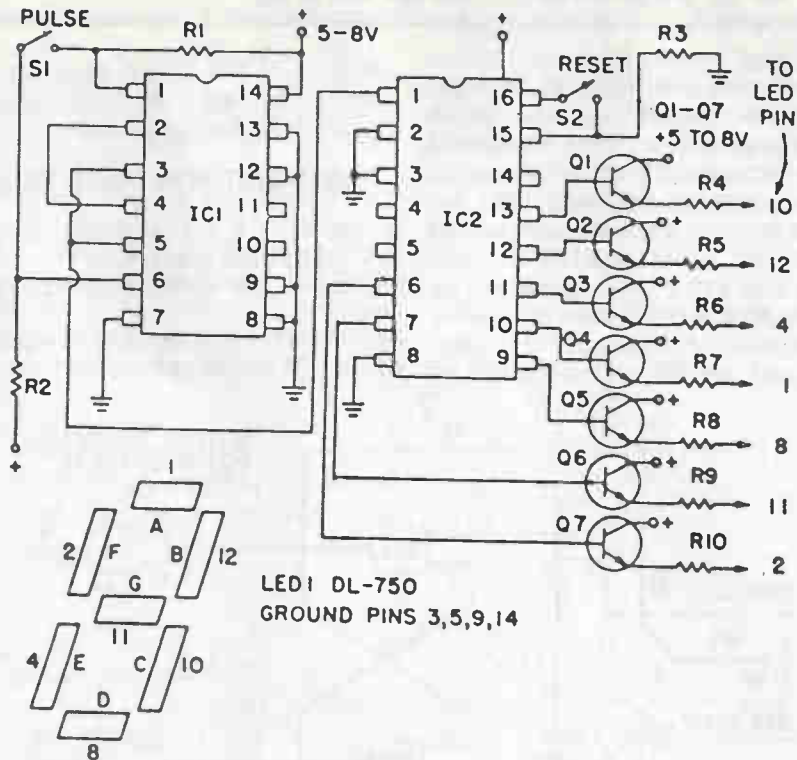 PULSE
S1
R1
+
5-8V
1
2
3
4
5
6
7
14
13
12
11
10
9
8
IC1
R2
+
+
1
2
3
4
5
6
7
8
16
15
14
13
12
11
10
9
IC2
RESET
S2
R3
Q1-Q7
+5 TO 8V
TO
LED
PIN
Q1
R4
10
Q2
+
R5
12
Q3
+
R6
4
Q4
+
R7
1
Q5
+
R8
8
Q6
+
R9
11
Q7
+
R10
2
1
A
2
F
B
12
G
11
4
E
C
10
D
8
LED1 DL-750
GROUND PINS 3,5,9,14